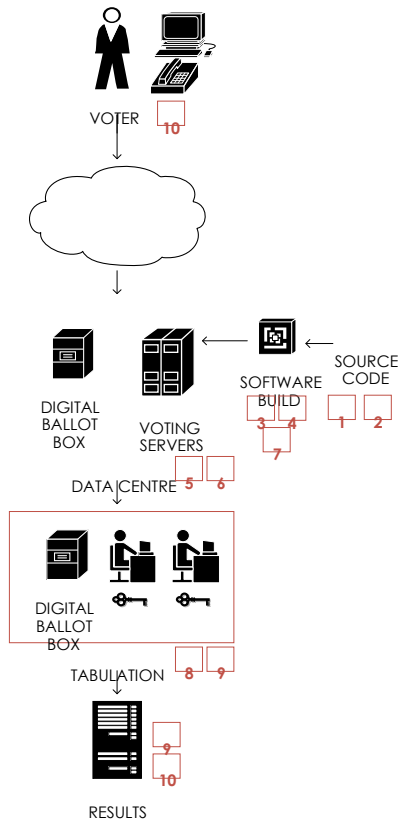 VOTER
10
SOURCE
CODE
SOFTWARE
BUILD
1
2
3
4
7
DIGITAL
BALLOT
BOX
VOTING
SERVERS
5
6
DATA CENTRE
DIGITAL
BALLOT
BOX
8
9
TABULATION
9
10
RESULTS